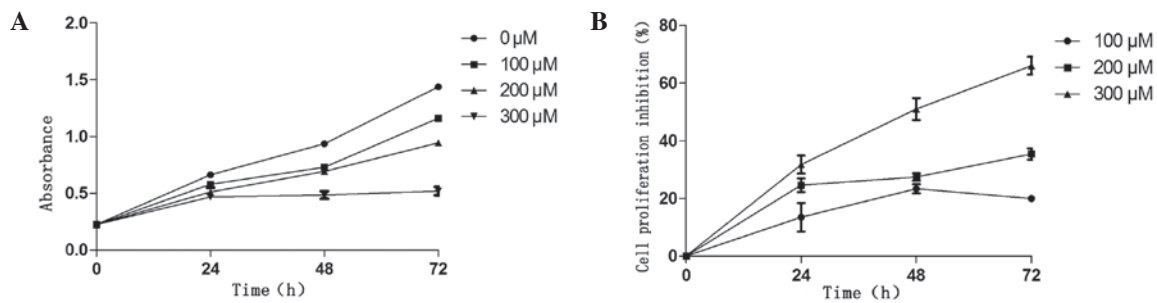 A
2.0
1.5
1.0
0.5
0.0
Absorbance
0
24
48
72
Time (h)
0 µM
100 µM
200 µM
300 µM
B
80
60
40
20
0
Cell proliferation inhibition (%)
0
24
48
72
Time (h)
100 µM
200 µM
300 µM